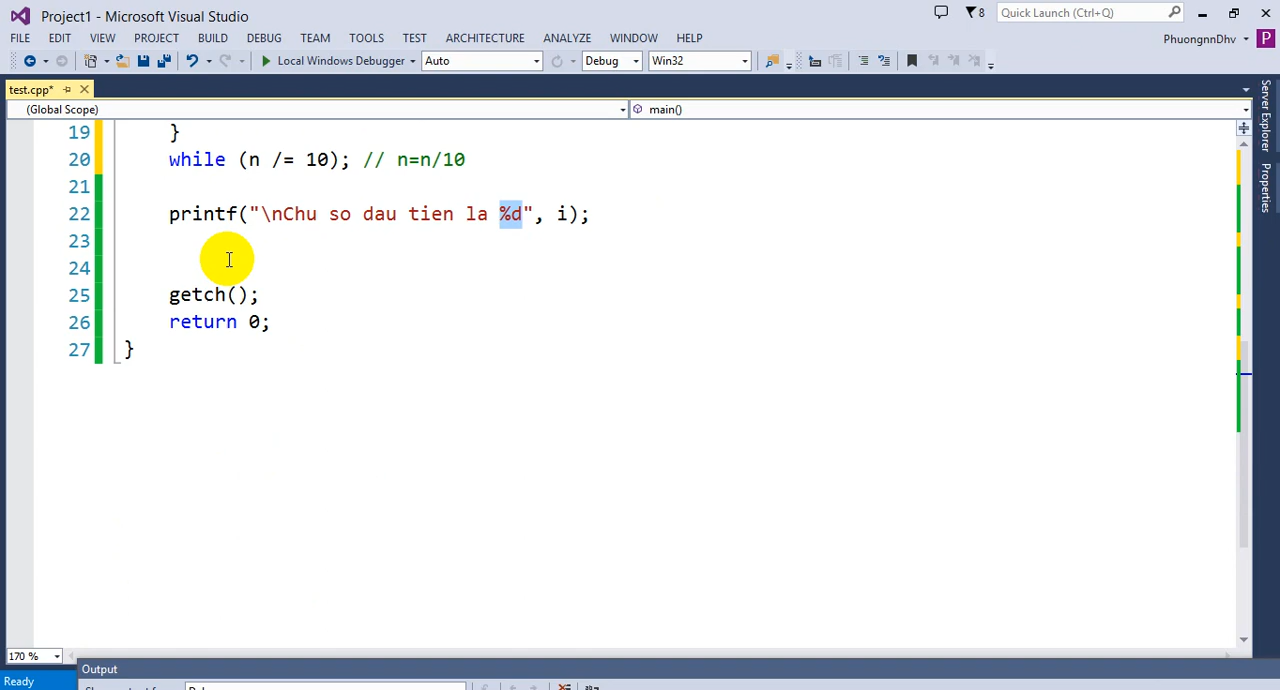 Project1 - Microsoft Visual Studio
8
Quick Launch (Ctrl+Q)
FILE EDIT VIEW PROJECT BUILD DEBUG TEAM TOOLS TEST ARCHITECTURE ANALYZE WINDOW HELP
PhuongnnDhv
P
Local Windows Debugger Auto Debug Win32
test.cpp*
(Global Scope) main()
Server Explorer
Properties
19 }
20 while (n /= 10); // n=n/10
21
22 printf("\nChu so dau tien la %d", i);
23
24
25 getch();
26 return 0;
27 }
170 %
Output
Ready